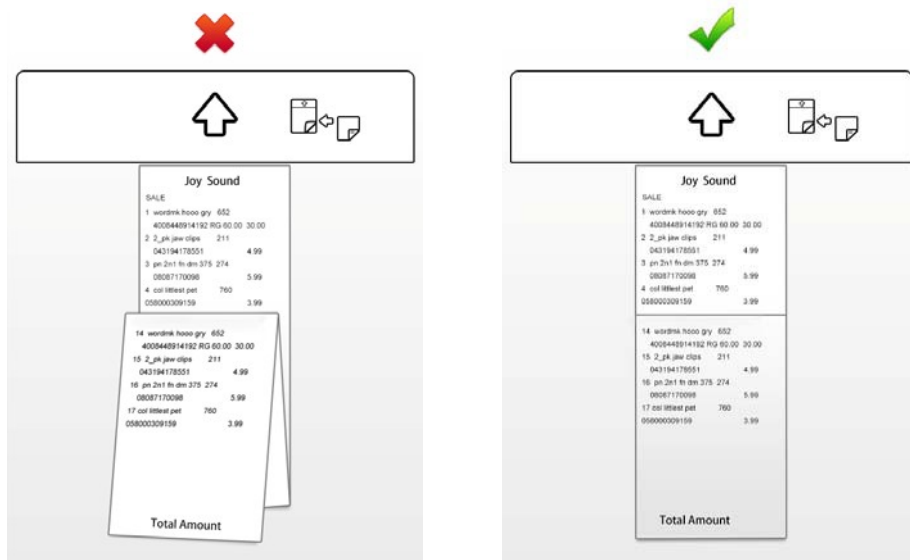 Joy Sound
SALE
1 wordmk hooo gry 652
4008448914192 RG 60.00 30.00
2 2_pk jaw clips 211
043194178551 4.99
3 pn 2n1 fn dm 375 274
08087170098 5.99
4 col littlest pet 760
058000309159 3.99
14 wordmk hooo gry 652
4008448914192 RG 60.00 30.00
15 2_pk jaw clips 211
043194178551 4.99
16 pn 2n1 fn dm 375 274
08087170098 5.99
17 col littlest pet 760
058000309159 3.99
Total Amount
Joy Sound
SALE
1 wordmk hooo gry 652
4008448914192 RG 60.00 30.00
2 2_pk jaw clips 211
043194178551 4.99
3 pn 2n1 fn dm 375 274
08087170098 5.99
4 col littlest pet 760
058000309159 3.99
14 wordmk hooo gry 652
4008448914192 RG 60.00 30.00
15 2_pk jaw clips 211
043194178551 4.99
16 pn 2n1 fn dm 375 274
08087170098 5.99
17 col littlest pet 760
058000309159 3.99
Total Amount